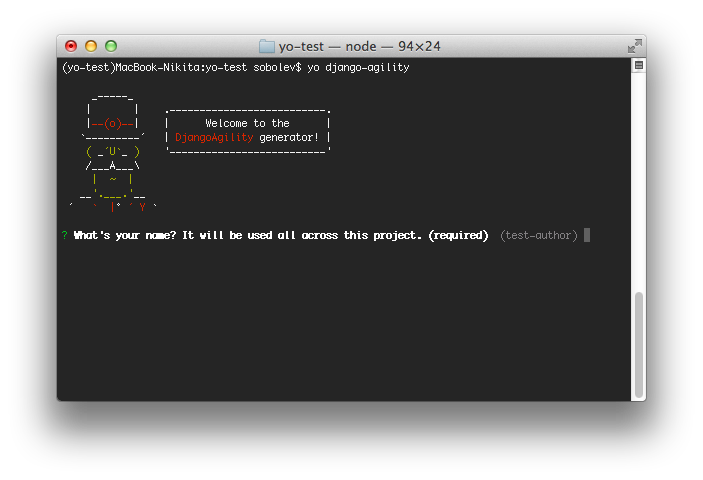 yo-test — node — 94×24
(yo-test)MacBook-Nikita:yo-test sobolev$ yo django-agility
Welcome to the
DjangoAgility generator!
? What's your name? It will be used all across this project. (required) (test-author)